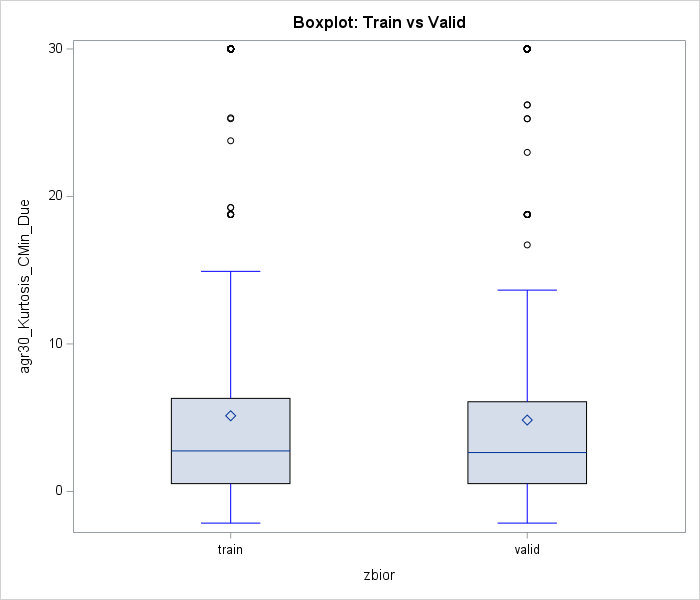 Boxplot: Train vs Valid
agr30_Kurtosis_CMin_Due
30
20
10
0
train
valid
zbior